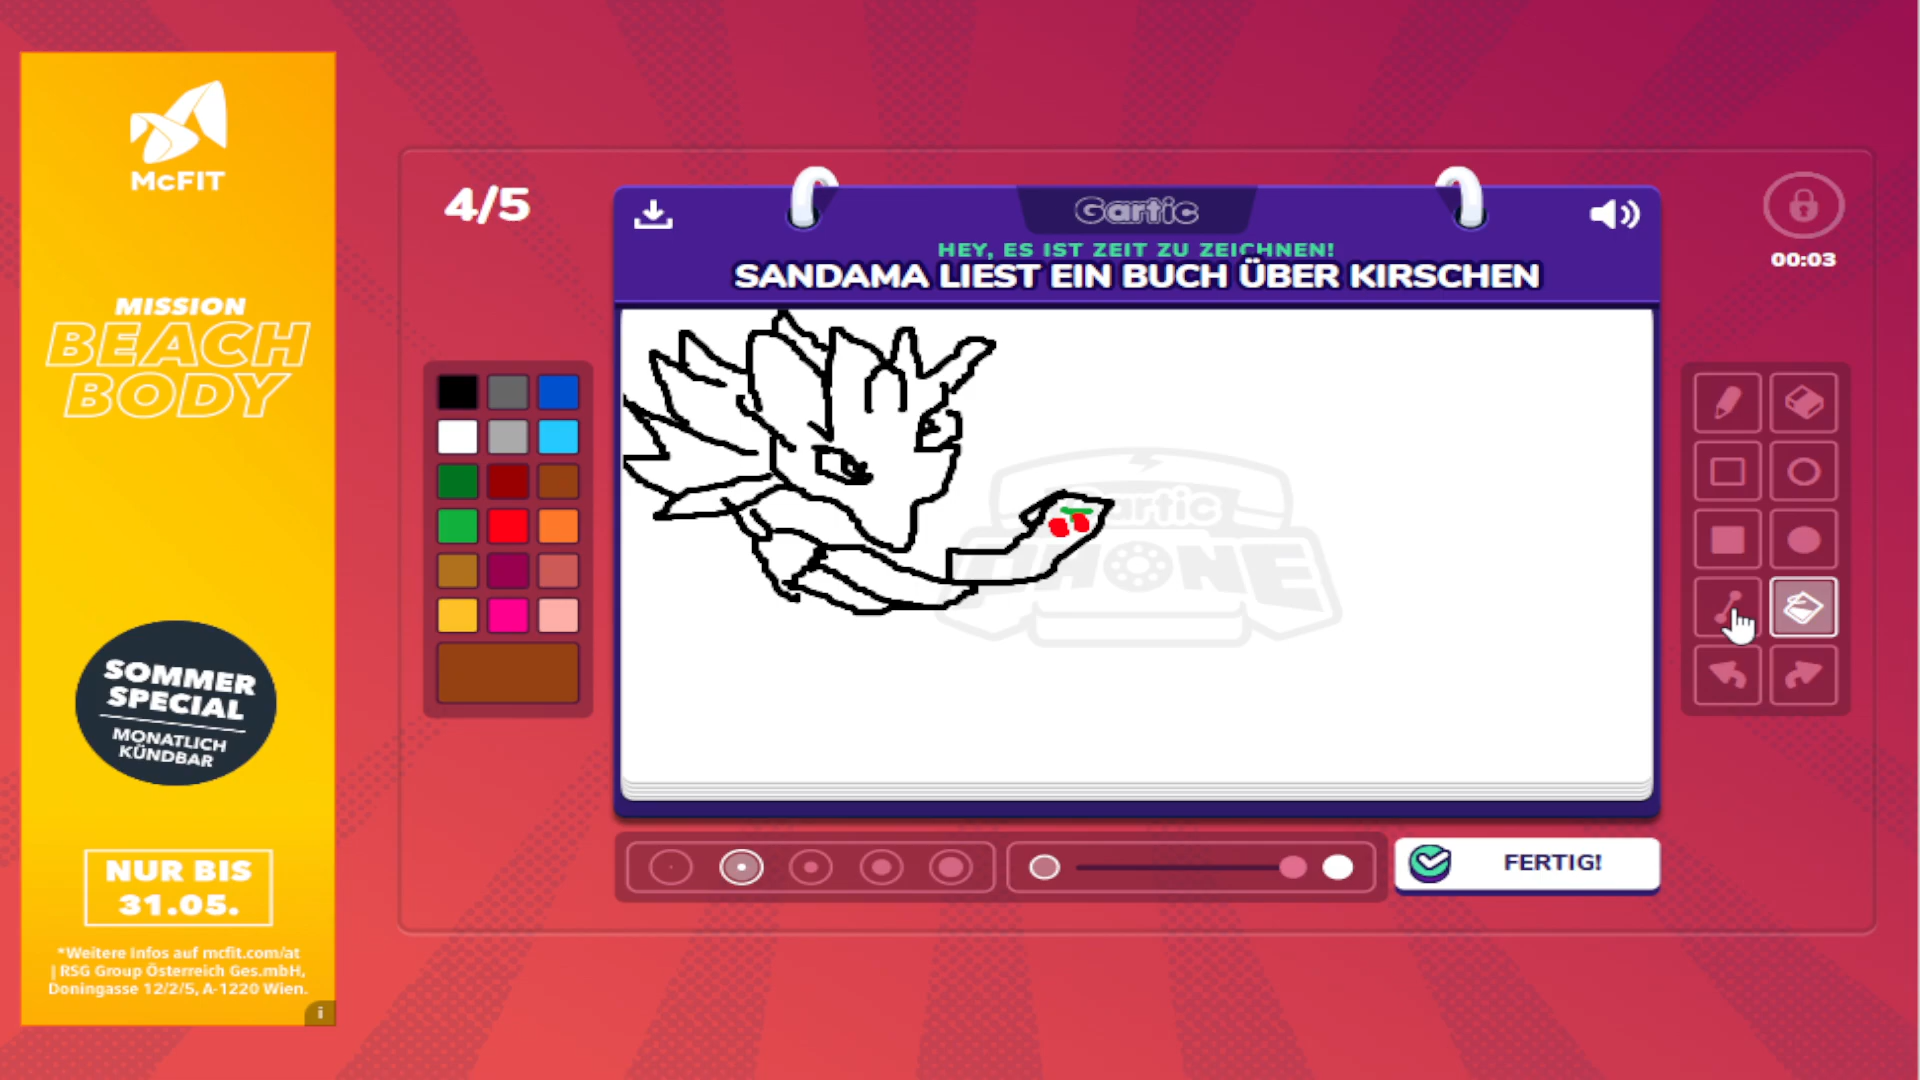 McFIT
MISSION
BEACH
BODY
SOMMER
SPECIAL
MONATLICH
KÜNDBAR
NUR BIS
31.05.
*Weitere Infos auf mcfit.com/at
| RSG Group Österreich Ges.mbH,
Doningasse 12/2/5, A-1220 Wien.
i
4/5
Gartic
HEY, ES IST ZEIT ZU ZEICHNEN!
SANDAMA LIEST EIN BUCH ÜBER KIRSCHEN
00:03
Gartic
PHONE
FERTIG!